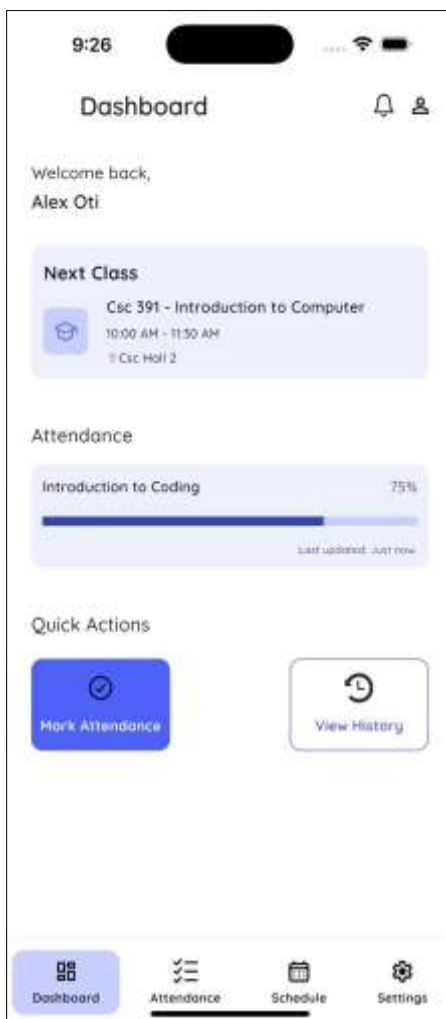 9:26
Dashboard
Welcome back,
Alex Oti
Next Class
Csc 391 - Introduction to Computer
10:00 AM - 11:30 AM
Csc Hall 2
Attendance
Introduction to Coding 75%
Last updated: Just now
Quick Actions
Mark Attendance View History
Dashboard Attendance Schedule Settings